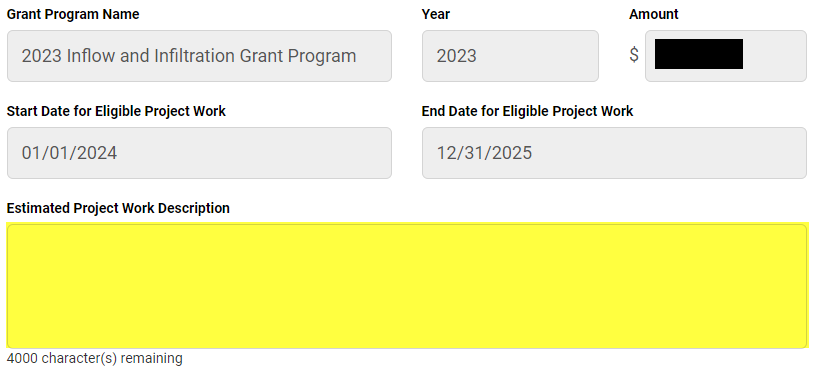 Grant Program Name
Year
Amount
2023 Inflow and Infiltration Grant Program
2023
$
Start Date for Eligible Project Work
End Date for Eligible Project Work
01/01/2024
12/31/2025
Estimated Project Work Description
4000 character(s) remaining